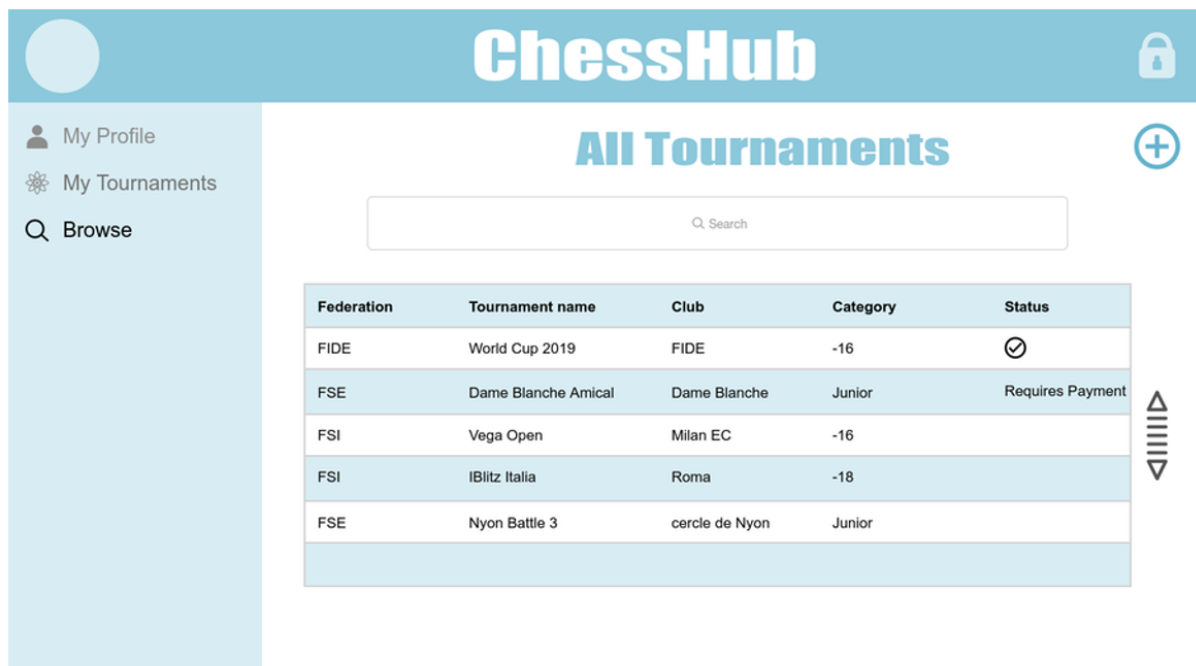 ChessHub
My Profile
My Tournaments
Browse
All Tournaments
Search
Federation Tournament name Club Category Status
FIDE World Cup 2019 FIDE -16
FSE Dame Blanche Amical Dame Blanche Junior Requires Payment
FSI Vega Open Milan EC -16
FSI IBlitz Italia Roma -18
FSE Nyon Battle 3 cercle de Nyon Junior